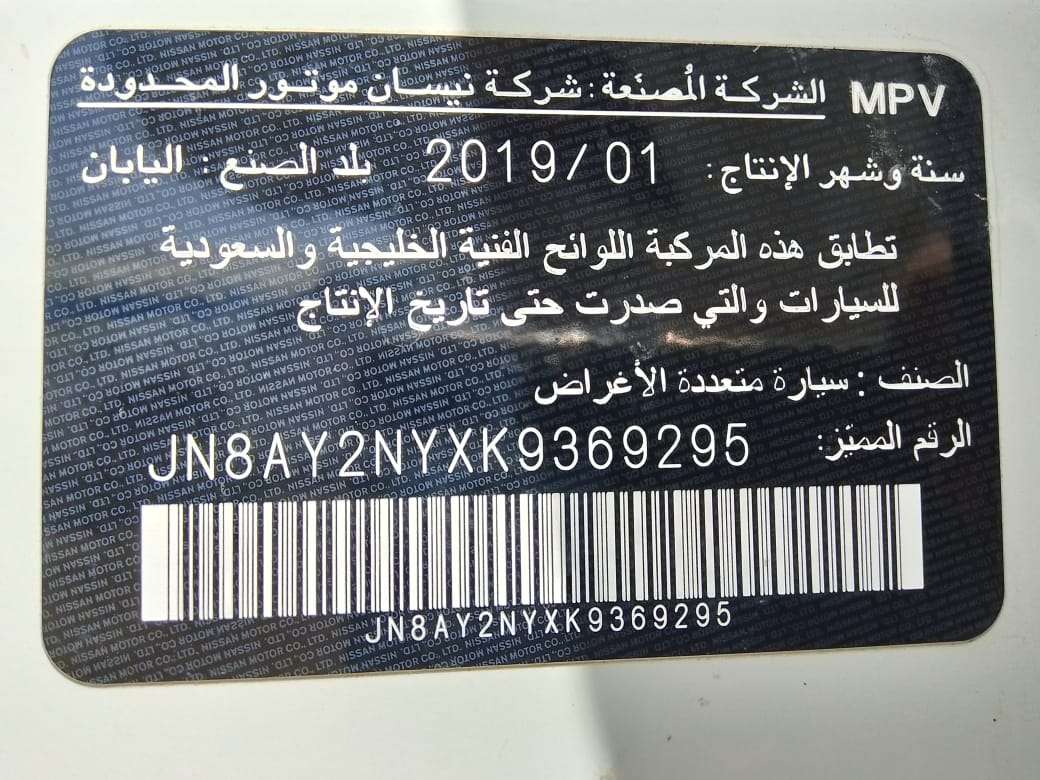 MPV الشركة المُصنَعة: شركة نيسان موتور المحدودة
سنة وشهر الإنتاج: 2019/01 بلد الصنع: اليابان
تطابق هذه المركبة اللوائح الفنية الخليجية والسعودية
للسيارات والتي صدرت حتى تاريخ الإنتاج
الصنف: سيارة متعددة الأغراض
الرقم المميّز: JN8AY2NYXK9369295
JN8AY2NYXK9369295